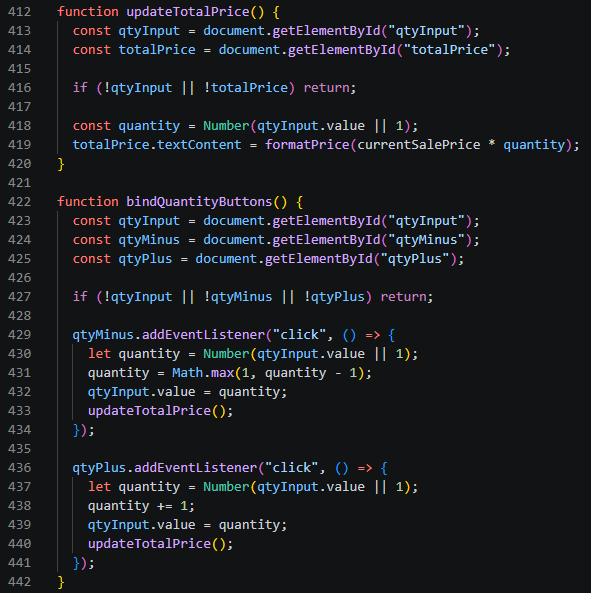 412 function updateTotalPrice() {
413 const qtyInput = document.getElementById("qtyInput");
414 const totalPrice = document.getElementById("totalPrice");
415
416 if (!qtyInput || !totalPrice) return;
417
418 const quantity = Number(qtyInput.value || 1);
419 totalPrice.textContent = formatPrice(currentSalePrice * quantity);
420 }
421
422 function bindQuantityButtons() {
423 const qtyInput = document.getElementById("qtyInput");
424 const qtyMinus = document.getElementById("qtyMinus");
425 const qtyPlus = document.getElementById("qtyPlus");
426
427 if (!qtyInput || !qtyMinus || !qtyPlus) return;
428
429 qtyMinus.addEventListener("click", () => {
430 let quantity = Number(qtyInput.value || 1);
431 quantity = Math.max(1, quantity - 1);
432 qtyInput.value = quantity;
433 updateTotalPrice();
434 });
435
436 qtyPlus.addEventListener("click", () => {
437 let quantity = Number(qtyInput.value || 1);
438 quantity += 1;
439 qtyInput.value = quantity;
440 updateTotalPrice();
441 });
442 }